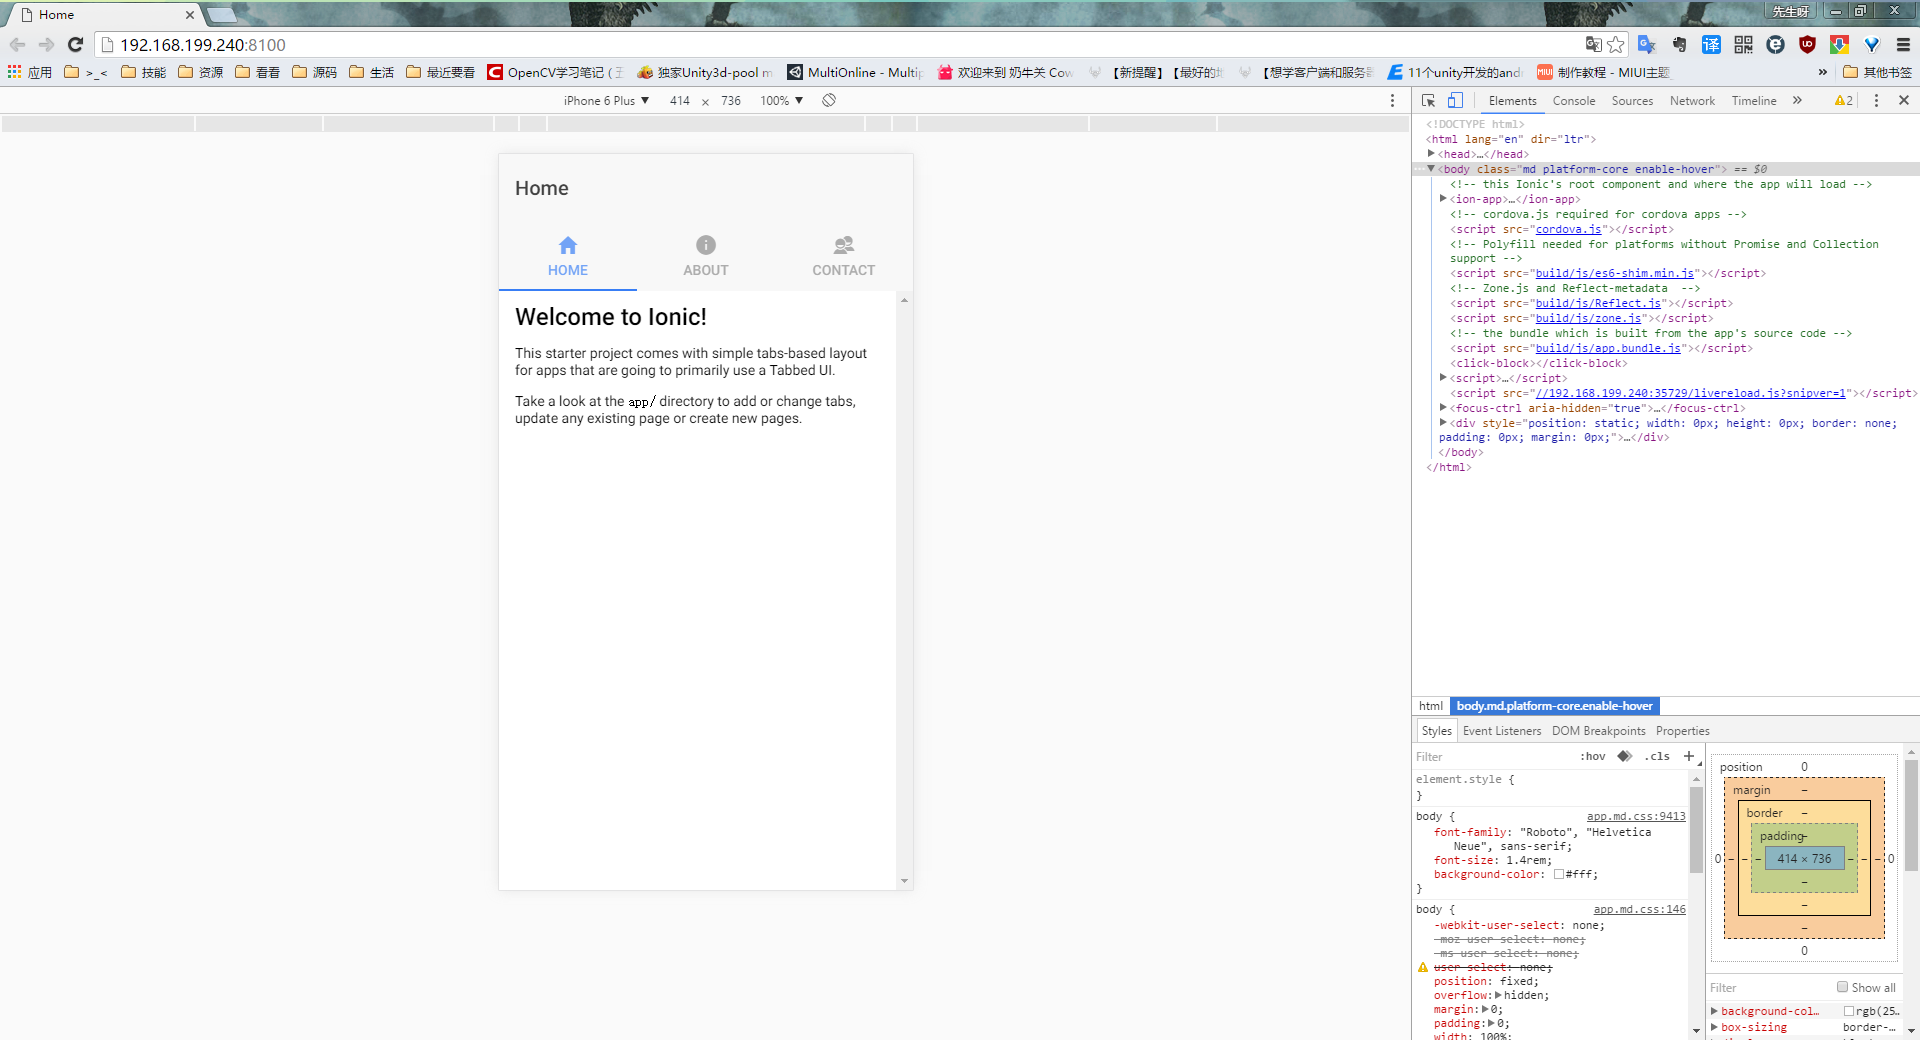 Home
先生呀
192.168.199.240:8100
应用 >_< 技能 资源 看看 源码 生活 最近要看 OpenCV学习笔记 ( 独家Unity3d-pool m MultiOnline - Multip 欢迎来到 奶牛关 Cow 【新提醒】【最好的 【想学客户端和服务 11个unity开发的and 制作教程 - MIUI主题 » 其他书签
iPhone 6 Plus ▼ 414 × 736 100% ▼
Elements Console Sources Network Timeline » 2
Home
HOME ABOUT CONTACT
Welcome to Ionic!
This starter project comes with simple tabs-based layout
for apps that are going to primarily use a Tabbed UI.
Take a look at the app/ directory to add or change tabs,
update any existing page or create new pages.
<!DOCTYPE html>
<html lang="en" dir="ltr">
<head>…</head>
<body class="md platform-core enable-hover"> == $0
<!-- this Ionic's root component and where the app will load -->
<ion-app>…</ion-app>
<!-- cordova.js required for cordova apps -->
<script src="cordova.js"></script>
<!-- Polyfill needed for platforms without Promise and Collection
support -->
<script src="build/js/es6-shim.min.js"></script>
<!-- Zone.js and Reflect-metadata  -->
<script src="build/js/Reflect.js"></script>
<script src="build/js/zone.js"></script>
<!-- the bundle which is built from the app's source code -->
<script src="build/js/app.bundle.js"></script>
<click-block></click-block>
<script>…</script>
<script src="//192.168.199.240:35729/livereload.js?snipver=1"></script>
<focus-ctrl aria-hidden="true">…</focus-ctrl>
<div style="position: static; width: 0px; height: 0px; border: none;
padding: 0px; margin: 0px;">…</div>
</body>
</html>
html body.md.platform-core.enable-hover
Styles Event Listeners DOM Breakpoints Properties
Filter :hov .cls +
element.style {
}
body { app.md.css:9413
font-family: "Roboto", "Helvetica
Neue", sans-serif;
font-size: 1.4rem;
background-color: #fff;
}
body { app.md.css:146
-webkit-user-select: none;
-moz-user-select: none;
-ms-user-select: none;
user-select: none;
position: fixed;
overflow: hidden;
margin: 0;
padding: 0;
width: 100%;
position 0
margin –
border –
padding –
0 – – – 414 × 736 – – – 0
–
–
–
0
Filter Show all
background-col… rgb(25…
box-sizing border-…